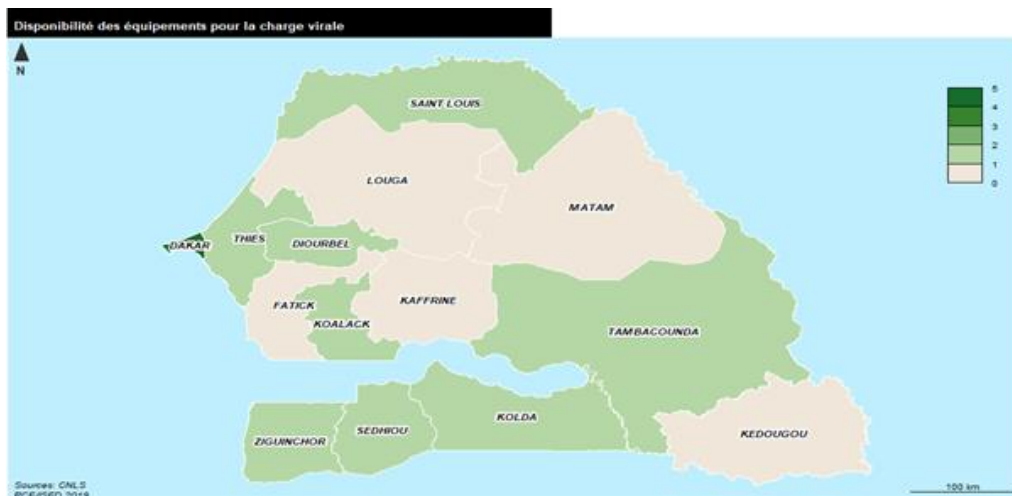 Disponibilité des équipements pour la charge virale
N
SAINT LOUIS
5
4
3
2
1
0
LOUGA
MATAM
DAKAR
THIES
DIOURBEL
FATICK
KAFFRINE
KOALACK
TAMBACOUNDA
ZIGUINCHOR
SEDHIOU
KOLDA
KEDOUGOU
Sources: CNLS
100 km